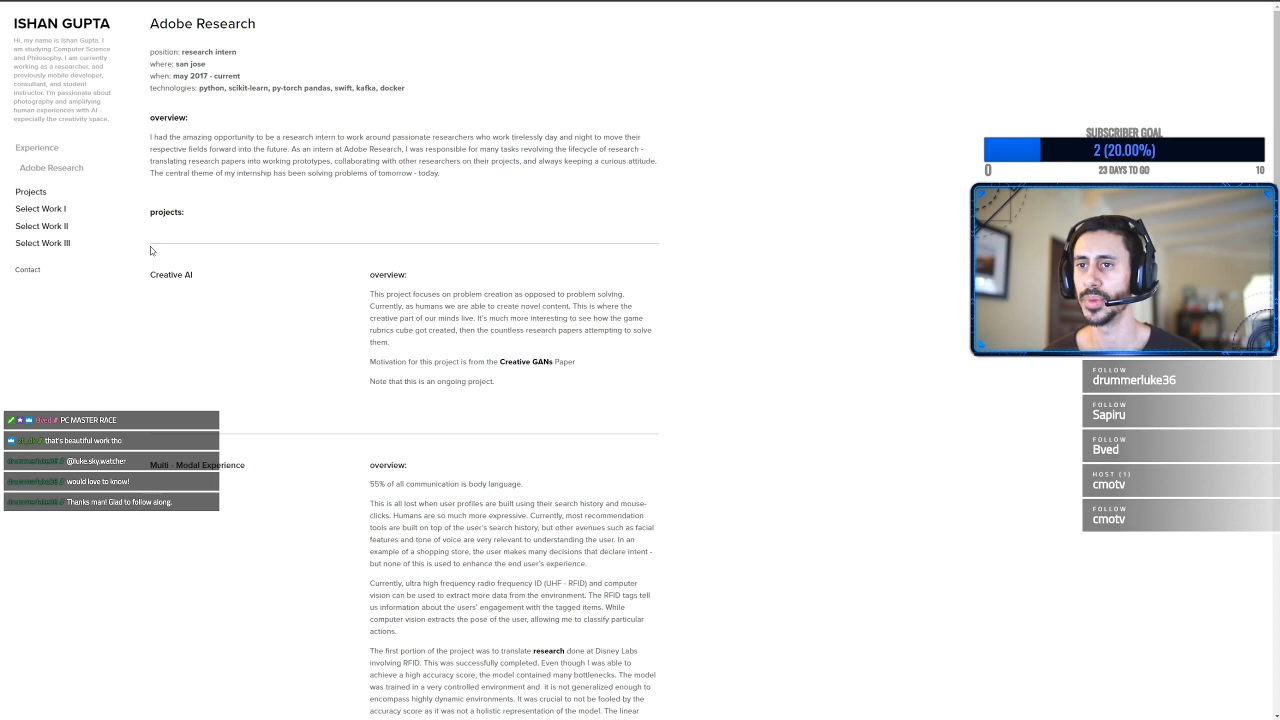 ISHAN GUPTA
Hi, my name is Ishan Gupta. I
am studying Computer Science
and Philosophy. I am currently
working as a researcher, and
previously mobile developer,
consultant, and student
instructor. I'm passionate about
photography and amplifying
human experiences with AI -
especially the creativity space.
Experience
Adobe Research
Projects
Select Work I
Select Work II
Select Work III
Contact
Adobe Research
position: research intern
where: san jose
when: may 2017 - current
technologies: python, scikit-learn, py-torch pandas, swift, kafka, docker
overview:
I had the amazing opportunity to be a research intern to work around passionate researchers who work tirelessly day and night to move their
respective fields forward into the future. As an intern at Adobe Research, I was responsible for many tasks revolving the lifecycle of research -
translating research papers into working prototypes, collaborating with other researchers on their projects, and always keeping a curious attitude.
The central theme of my internship has been solving problems of tomorrow - today.
projects:
Creative AI
overview:
This project focuses on problem creation as opposed to problem solving.
Currently, as humans we are able to create novel content. This is where the
creative part of our minds live. It's much more interesting to see how the game
rubrics cube got created, then the countless research papers attempting to solve
them.
Motivation for this project is from the Creative GANs Paper
Note that this is an ongoing project.
Multi - Modal Experience
overview:
55% of all communication is body language.
This is all lost when user profiles are built using their search history and mouse-
clicks. Humans are so much more expressive. Currently, most recommendation
tools are built on top of the user's search history, but other avenues such as facial
features and tone of voice are very relevant to understanding the user. In an
example of a shopping store, the user makes many decisions that declare intent -
but none of this is used to enhance the end user's experience.
Currently, ultra high frequency radio frequency ID (UHF - RFID) and computer
vision can be used to extract more data from the environment. The RFID tags tell
us information about the users' engagement with the tagged items. While
computer vision extracts the pose of the user, allowing me to classify particular
actions.
The first portion of the project was to translate research done at Disney Labs
involving RFID. This was successfully completed. Even though I was able to
achieve a high accuracy score, the model contained many bottlenecks. The model
was trained in a very controlled environment and it is not generalized enough to
encompass highly dynamic environments. It was crucial to not be fooled by the
accuracy score as it was not a holistic representation of the model. The linear
Bved // PC MASTER RACE
that's beautiful work tho
drummerluke36 // @luke.sky.watcher
drummerluke36 // would love to know!
drummerluke36 // Thanks man! Glad to follow along.
SUBSCRIBER GOAL
2 (20.00%)
0
23 DAYS TO GO
10
FOLLOW
drummerluke36
FOLLOW
Sapiru
FOLLOW
Bved
HOST (1)
cmotv
FOLLOW
cmotv